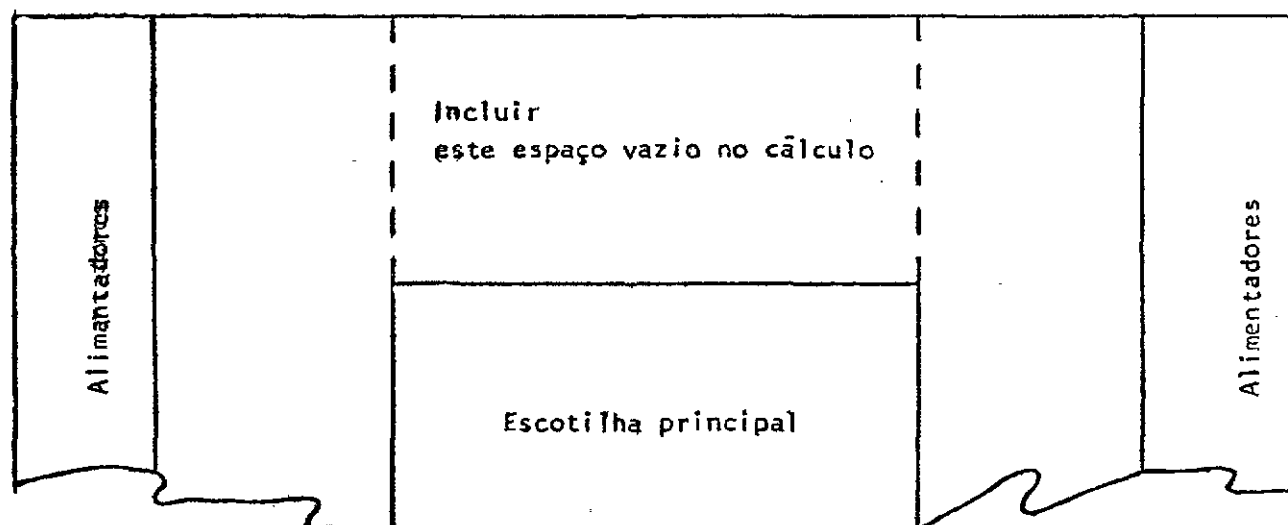 Incluir
este espaço vazio no cálculo
Alimantadores
Alimentadores
Escotilha principal